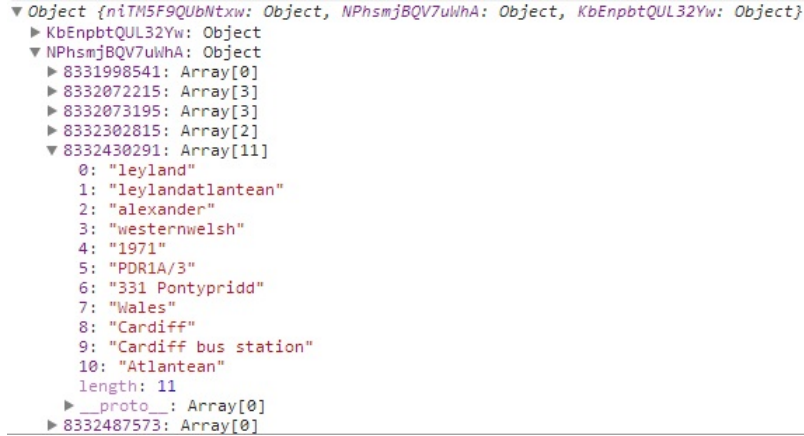 ▼Object {niTM5F9QUbNtxw: Object, NPhsmjBQV7uWhA: Object, KbEnpbtQUL32Yw: Object}
▶KbEnpbtQUL32Yw: Object
▼NPhsmjBQV7uWhA: Object
▶8331998541: Array[0]
▶8332072215: Array[3]
▶8332073195: Array[3]
▶8332302815: Array[2]
▼8332430291: Array[11]
0: "leyland"
1: "leylandatlantean"
2: "alexander"
3: "westernwelsh"
4: "1971"
5: "PDR1A/3"
6: "331 Pontypridd"
7: "Wales"
8: "Cardiff"
9: "Cardiff bus station"
10: "Atlantean"
length: 11
▶__proto__: Array[0]
▶8332487573: Array[0]